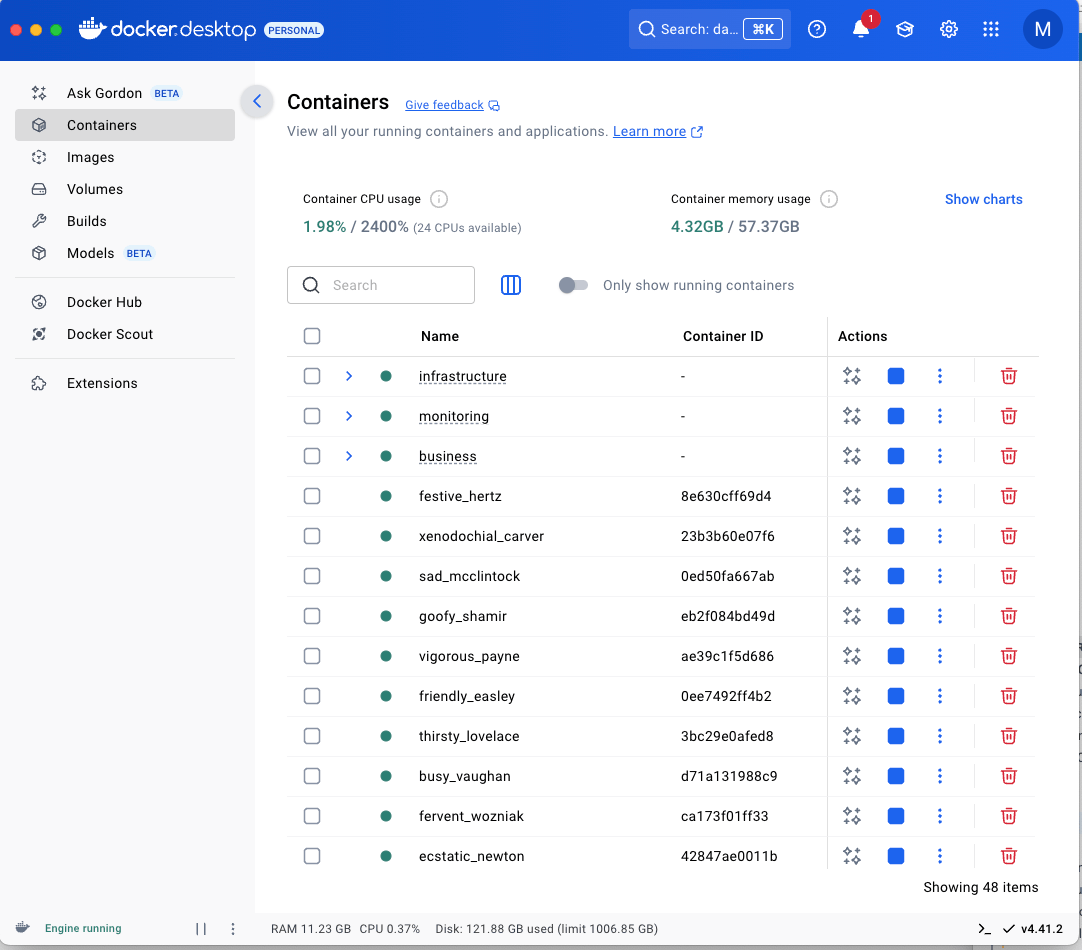 docker.desktop PERSONAL
Search: da... ⌘K
1
M
Ask Gordon BETA
Containers
Images
Volumes
Builds
Models BETA
Docker Hub
Docker Scout
Extensions
Containers Give feedback
View all your running containers and applications. Learn more
Container CPU usage
1.98% / 2400% (24 CPUs available)
Container memory usage
4.32GB / 57.37GB
Show charts
Search
Only show running containers
Name Container ID Actions
infrastructure -
monitoring -
business -
festive_hertz 8e630cff69d4
xenodochial_carver 23b3b60e07f6
sad_mcclintock 0ed50fa667ab
goofy_shamir eb2f084bd49d
vigorous_payne ae39c1f5d686
friendly_easley 0ee7492ff4b2
thirsty_lovelace 3bc29e0afed8
busy_vaughan d71a131988c9
fervent_wozniak ca173f01ff33
ecstatic_newton 42847ae0011b
Showing 48 items
Engine running
RAM 11.23 GB CPU 0.37% Disk: 121.88 GB used (limit 1006.85 GB)
v4.41.2